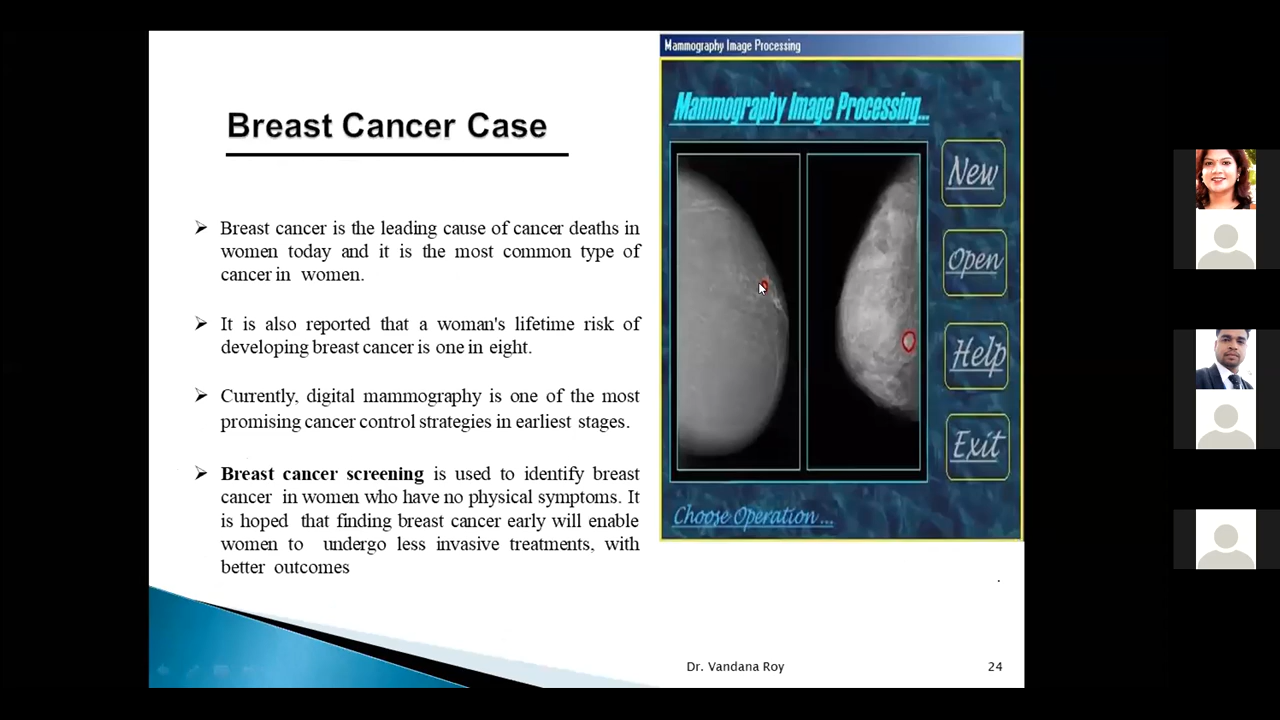 Breast Cancer Case
➢ Breast cancer is the leading cause of cancer deaths in
women today and it is the most common type of
cancer in women.
➢ It is also reported that a woman's lifetime risk of
developing breast cancer is one in eight.
➢ Currently, digital mammography is one of the most
promising cancer control strategies in earliest stages.
➢ Breast cancer screening is used to identify breast
cancer in women who have no physical symptoms. It
is hoped that finding breast cancer early will enable
women to undergo less invasive treatments, with
better outcomes
Mammography Image Processing
Mammography Image Processing...
New
Open
Help
Exit
Choose Operation...
.
Dr. Vandana Roy
24